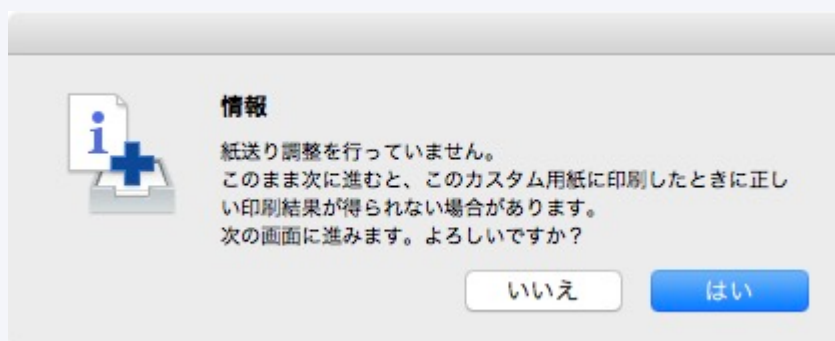 情報
紙送り調整を行っていません。
このまま次に進むと、このカスタム用紙に印刷したときに正し
い印刷結果が得られない場合があります。
次の画面に進みます。よろしいですか？
いいえ
はい